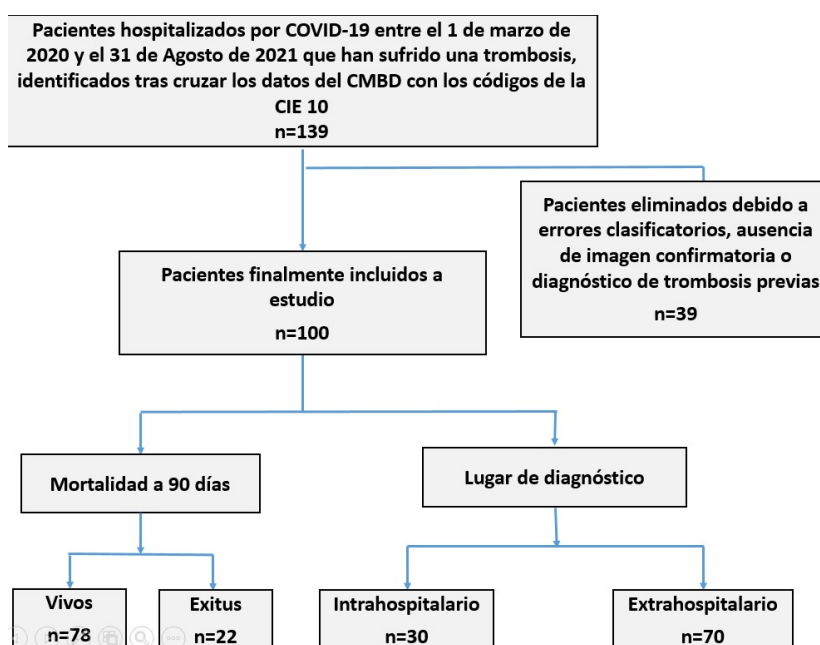 Pacientes hospitalizados por COVID-19 entre el 1 de marzo de
2020 y el 31 de Agosto de 2021 que han sufrido una trombosis,
identificados tras cruzar los datos del CMBD con los códigos de la
CIE 10
n=139
Pacientes eliminados debido a
errores clasificatorios, ausencia
de imagen confirmatoria o
diagnóstico de trombosis previas
n=39
Pacientes finalmente incluidos a
estudio
n=100
Mortalidad a 90 días
Lugar de diagnóstico
Vivos
n=78
Exitus
n=22
Intrahospitalario
n=30
Extrahospitalario
n=70